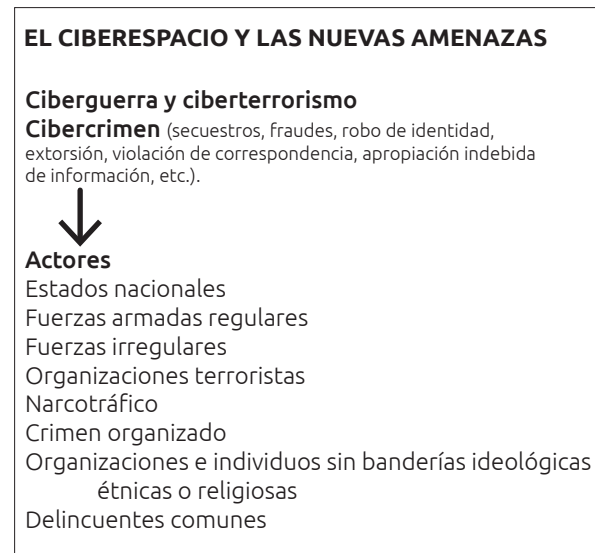 EL CIBERESPACIO Y LAS NUEVAS AMENAZAS
Ciberguerra y ciberterrorismo
Cibercrimen (secuestros, fraudes, robo de identidad,
extorsión, violación de correspondencia, apropiación indebida
de información, etc.).
Actores
Estados nacionales
Fuerzas armadas regulares
Fuerzas irregulares
Organizaciones terroristas
Narcotráfico
Crimen organizado
Organizaciones e individuos sin banderías ideológicas
étnicas o religiosas
Delincuentes comunes